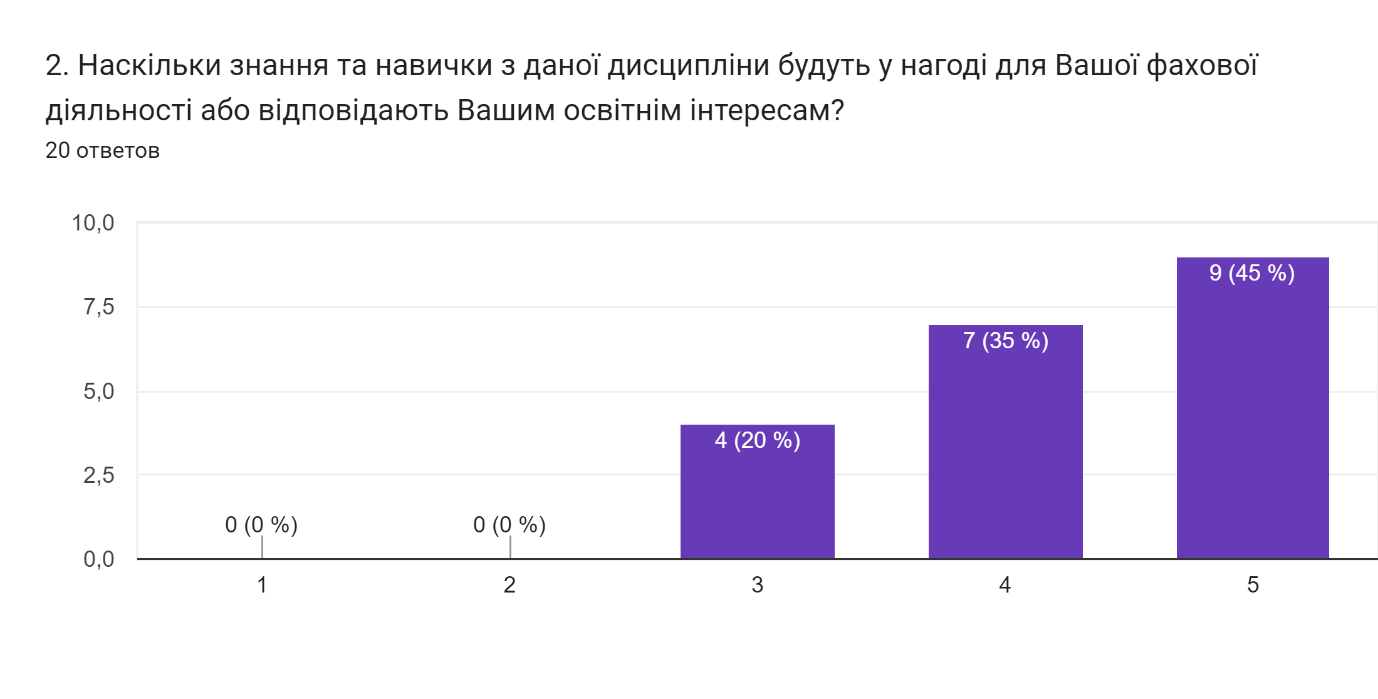 2. Наскільки знання та навички з даної дисципліни будуть у нагоді для Вашої фахової
діяльності або відповідають Вашим освітнім інтересам?
20 ответов
10,0
7,5
5,0
2,5
0,0
0 (0 %)
0 (0 %)
4 (20 %)
7 (35 %)
9 (45 %)
1
2
3
4
5